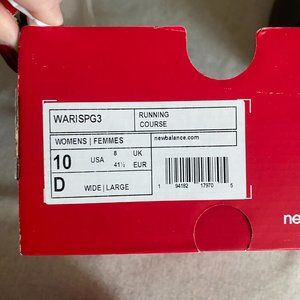 WARISPG3
RUNNING
COURSE
WOMENS | FEMMES
newbalance.com
10 USA 8 UK
41½ EUR
D WIDE | LARGE
1 94182 17970 5
ne